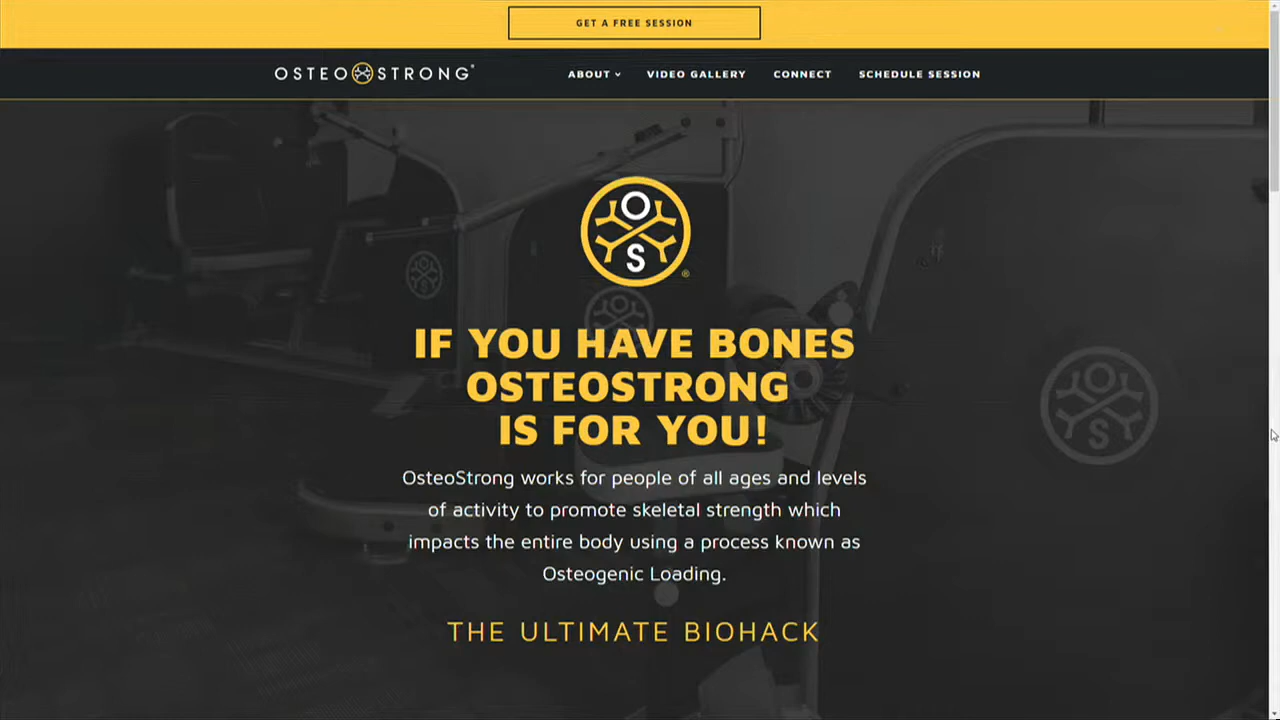 GET A FREE SESSION
OSTEO STRONG®
ABOUT VIDEO GALLERY CONNECT SCHEDULE SESSION
O
S
®
IF YOU HAVE BONES
OSTEOSTRONG
IS FOR YOU!
OsteoStrong works for people of all ages and levels
of activity to promote skeletal strength which
impacts the entire body using a process known as
Osteogenic Loading.
THE ULTIMATE BIOHACK